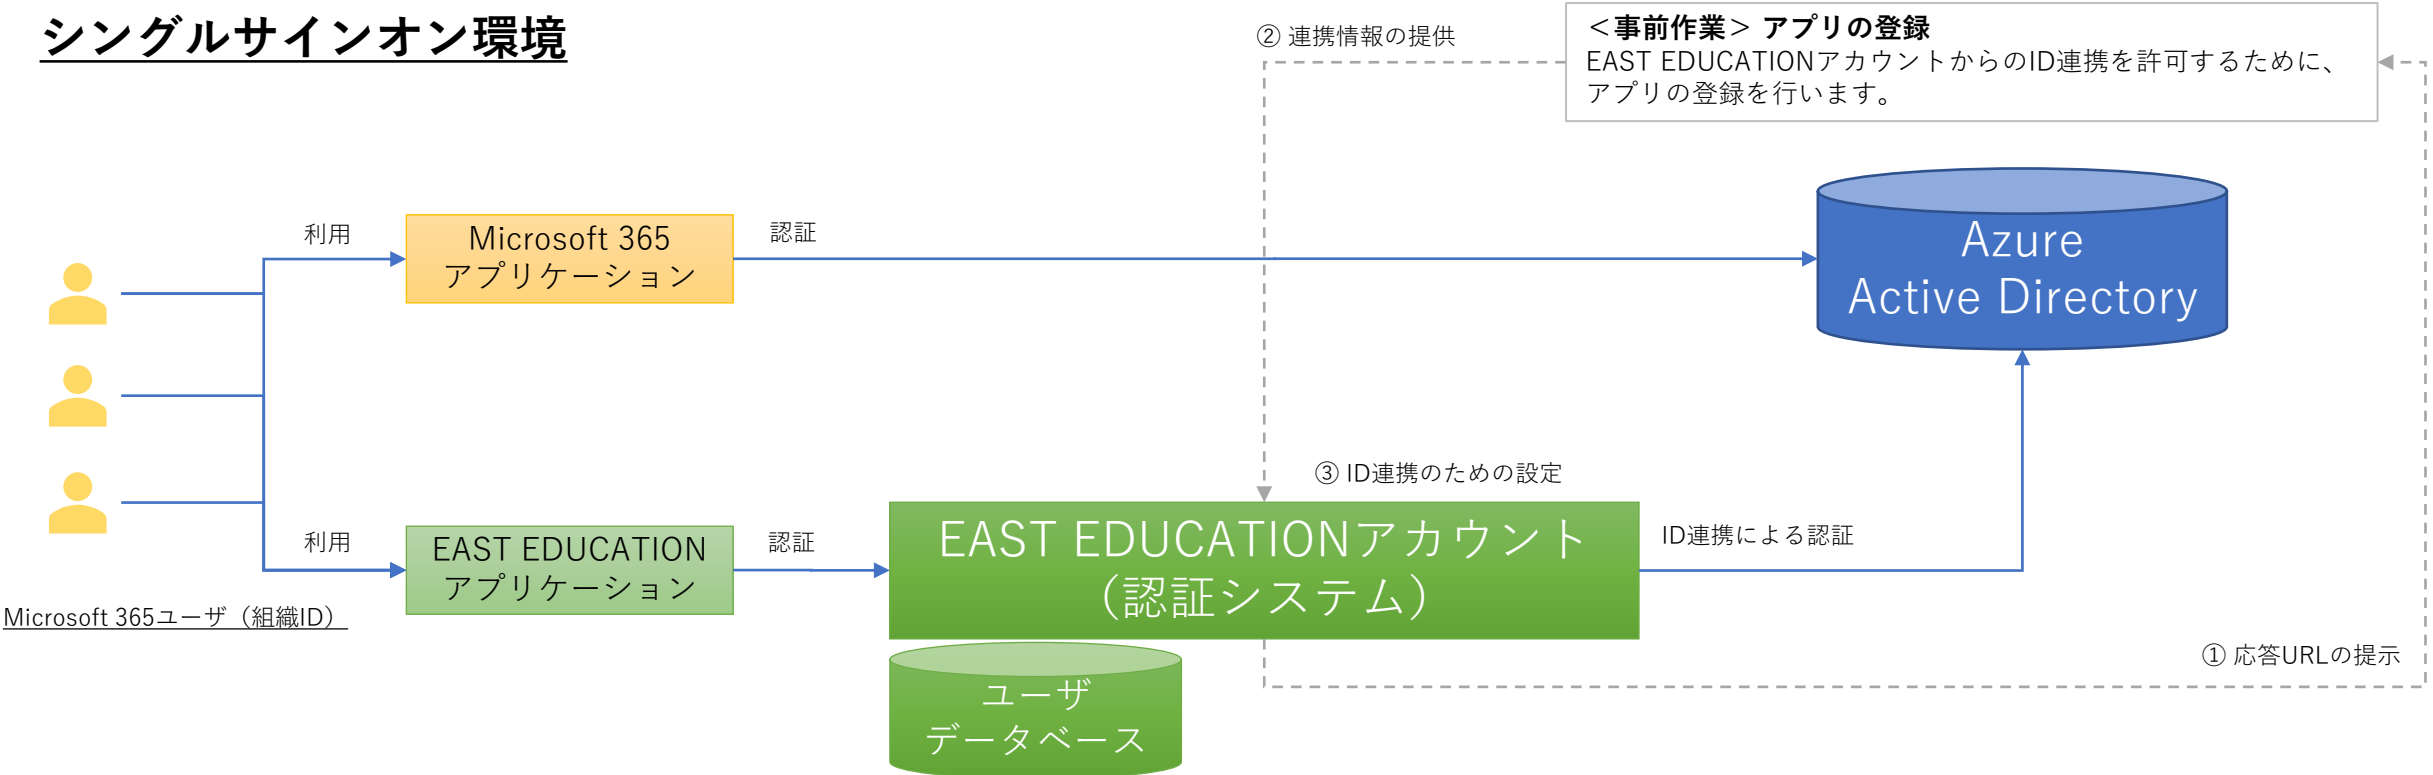 シングルサインオン環境
② 連携情報の提供
＜事前作業＞ アプリの登録
EAST EDUCATIONアカウントからのID連携を許可するために、
アプリの登録を行います。
利用
Microsoft 365
アプリケーション
認証
Azure
Active Directory
③ ID連携のための設定
利用
EAST EDUCATION
アプリケーション
認証
EAST EDUCATIONアカウント
（認証システム）
ID連携による認証
Microsoft 365ユーザ（組織ID）
① 応答URLの提示
ユーザ
データベース